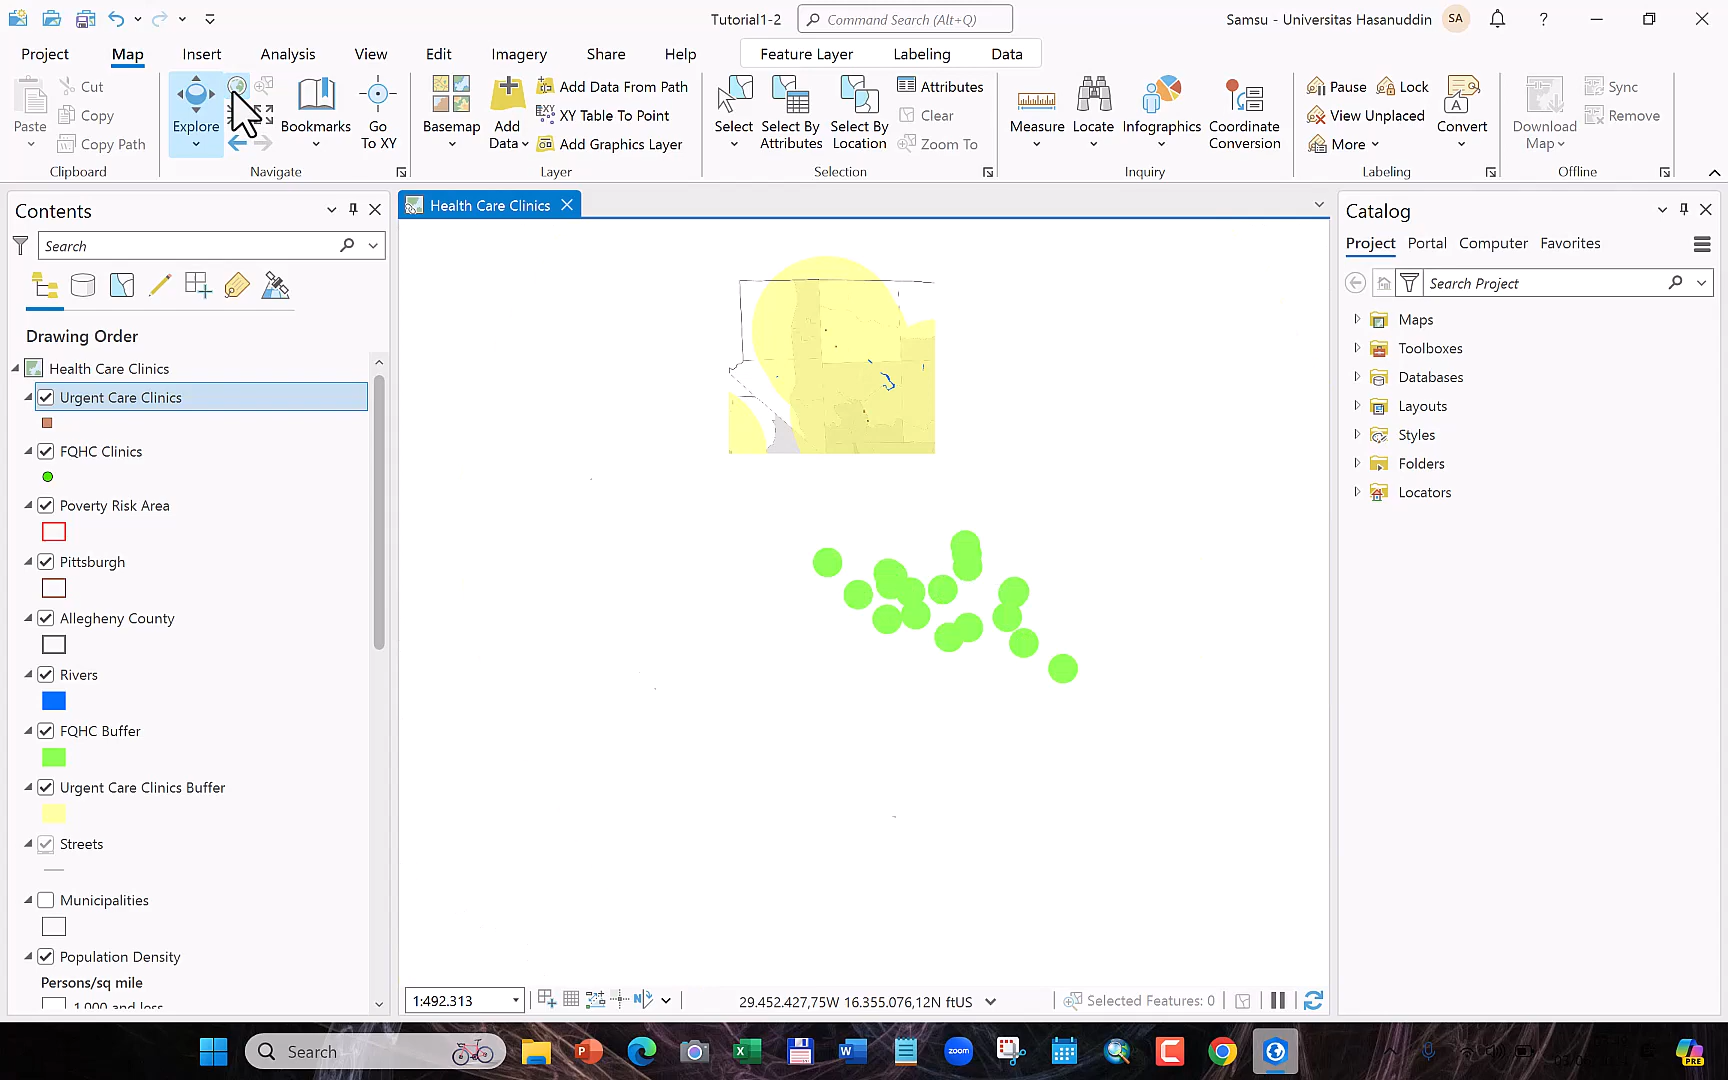 Tutorial1-2
Command Search (Alt+Q)
Samsu - Universitas Hasanuddin
SA
?
Project
Map
Insert
Analysis
View
Edit
Imagery
Share
Help
Feature Layer
Labeling
Data
Paste
Cut
Copy
Copy Path
Clipboard
Explore
Bookmarks
Go
To XY
Navigate
Basemap
Add
Data
Add Data From Path
XY Table To Point
Add Graphics Layer
Layer
Select
Select By
Attributes
Select By
Location
Attributes
Clear
Zoom To
Selection
Measure
Locate
Infographics
Coordinate
Conversion
Inquiry
Pause
Lock
View Unplaced
More
Convert
Labeling
Download
Map
Sync
Remove
Offline
Contents
Search
Drawing Order
Health Care Clinics
Urgent Care Clinics
FQHC Clinics
Poverty Risk Area
Pittsburgh
Allegheny County
Rivers
FQHC Buffer
Urgent Care Clinics Buffer
Streets
Municipalities
Population Density
Persons/sq mile
1,000 and less
Health Care Clinics
1:492.313
29.452.427,75W 16.355.076,12N ftUS
Selected Features: 0
Catalog
Project
Portal
Computer
Favorites
Search Project
Maps
Toolboxes
Databases
Layouts
Styles
Folders
Locators
Search
zoom
PRE